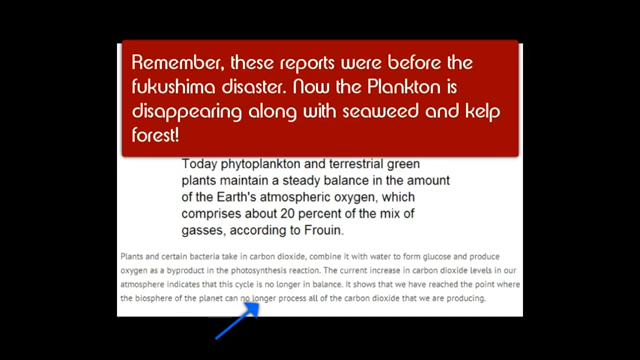 Remember, these reports were before the
fukushima disaster. Now the Plankton is
disappearing along with seaweed and kelp
forest!
Today phytoplankton and terrestrial green
plants maintain a steady balance in the amount
of the Earth's atmospheric oxygen, which
comprises about 20 percent of the mix of
gasses, according to Frouin.
Plants and certain bacteria take in carbon dioxide, combine it with water to form glucose and produce
oxygen as a byproduct in the photosynthesis reaction. The current increase in carbon dioxide levels in our
atmosphere indicates that this cycle is no longer in balance. It shows that we have reached the point where
the biosphere of the planet can no longer process all of the carbon dioxide that we are producing.